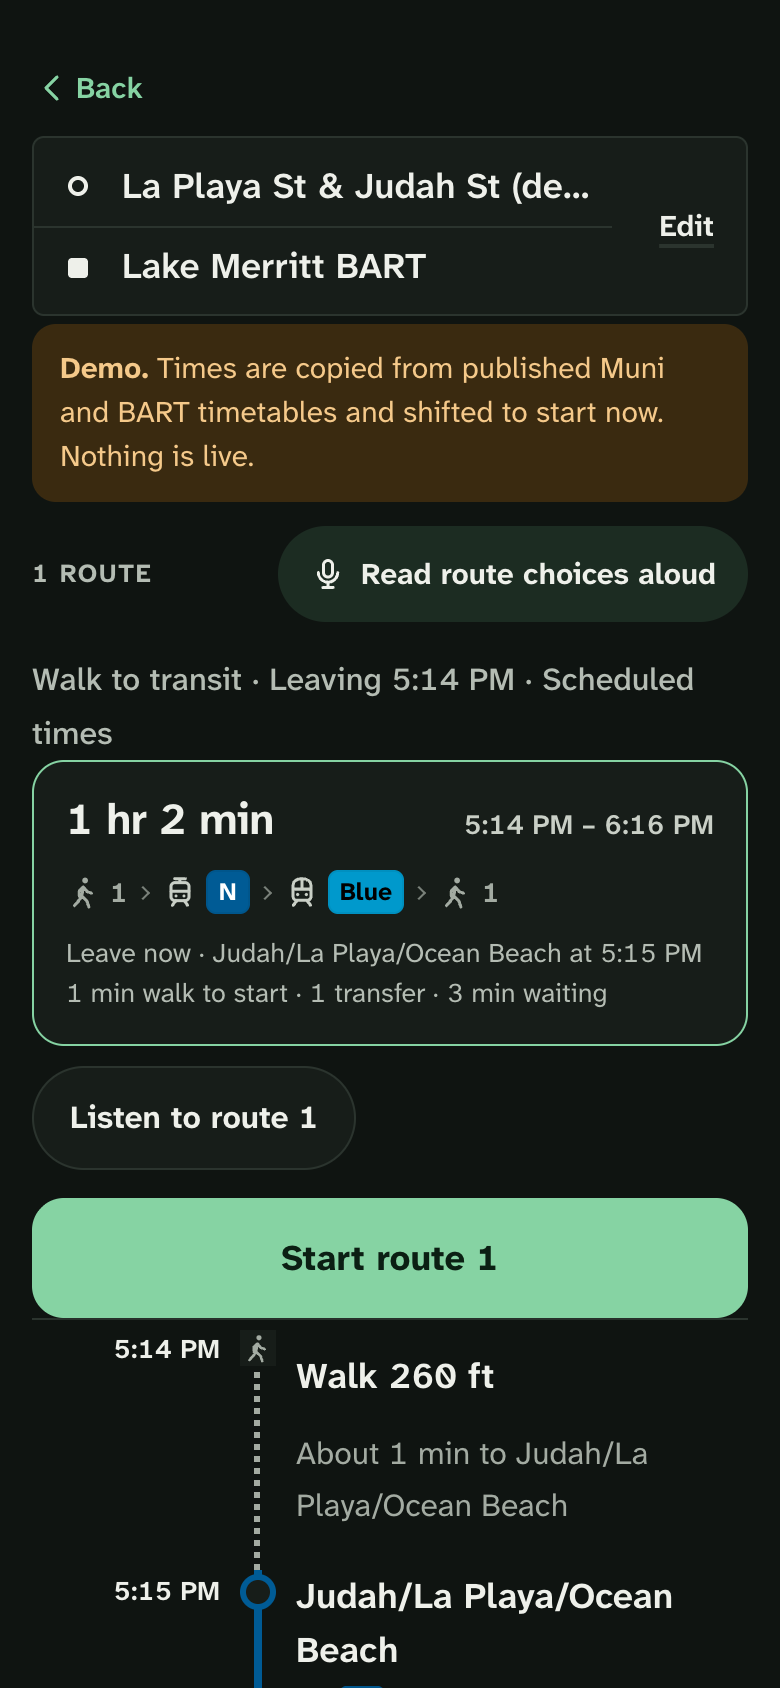 Back
La Playa St & Judah St (de...
Edit
Lake Merritt BART
Demo. Times are copied from published Muni
and BART timetables and shifted to start now.
Nothing is live.
1 ROUTE
Read route choices aloud
Walk to transit · Leaving 5:14 PM · Scheduled
times
1 hr 2 min
5:14 PM – 6:16 PM
1 > N > Blue > 1
Leave now · Judah/La Playa/Ocean Beach at 5:15 PM
1 min walk to start · 1 transfer · 3 min waiting
Listen to route 1
Start route 1
5:14 PM
Walk 260 ft
About 1 min to Judah/La
Playa/Ocean Beach
5:15 PM
Judah/La Playa/Ocean
Beach